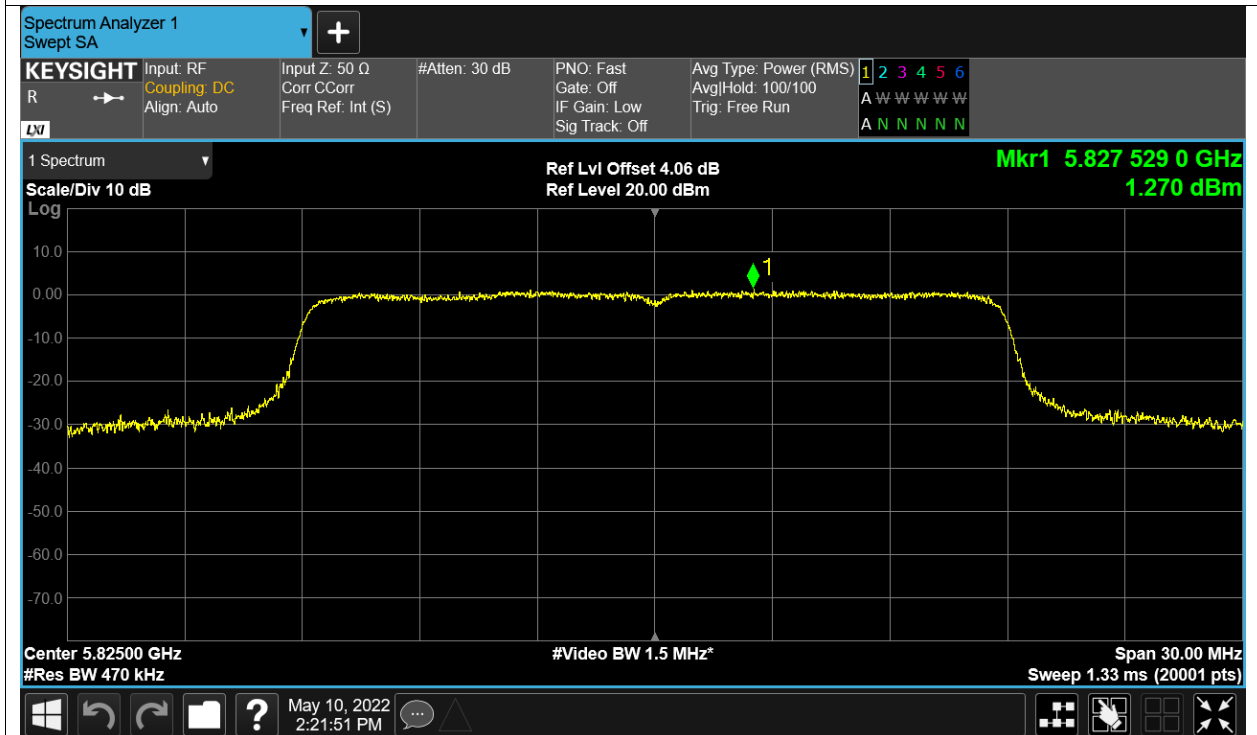 Spectrum Analyzer 1
Swept SA
+
KEYSIGHT
R
LXI
Input: RF
Coupling: DC
Align: Auto
Input Z: 50 Ω
Corr CCorr
Freq Ref: Int (S)
#Atten: 30 dB
PNO: Fast
Gate: Off
IF Gain: Low
Sig Track: Off
Avg Type: Power (RMS)
Avg|Hold: 100/100
Trig: Free Run
1 2 3 4 5 6
A W W W W W
A N N N N N
1 Spectrum
Scale/Div 10 dB
Log
Ref Lvl Offset 4.06 dB
Ref Level 20.00 dBm
Mkr1 5.827 529 0 GHz
1.270 dBm
1
10.0
0.00
-10.0
-20.0
-30.0
-40.0
-50.0
-60.0
-70.0
Center 5.82500 GHz
#Res BW 470 kHz
#Video BW 1.5 MHz*
Span 30.00 MHz
Sweep 1.33 ms (20001 pts)
?
May 10, 2022
2:21:51 PM